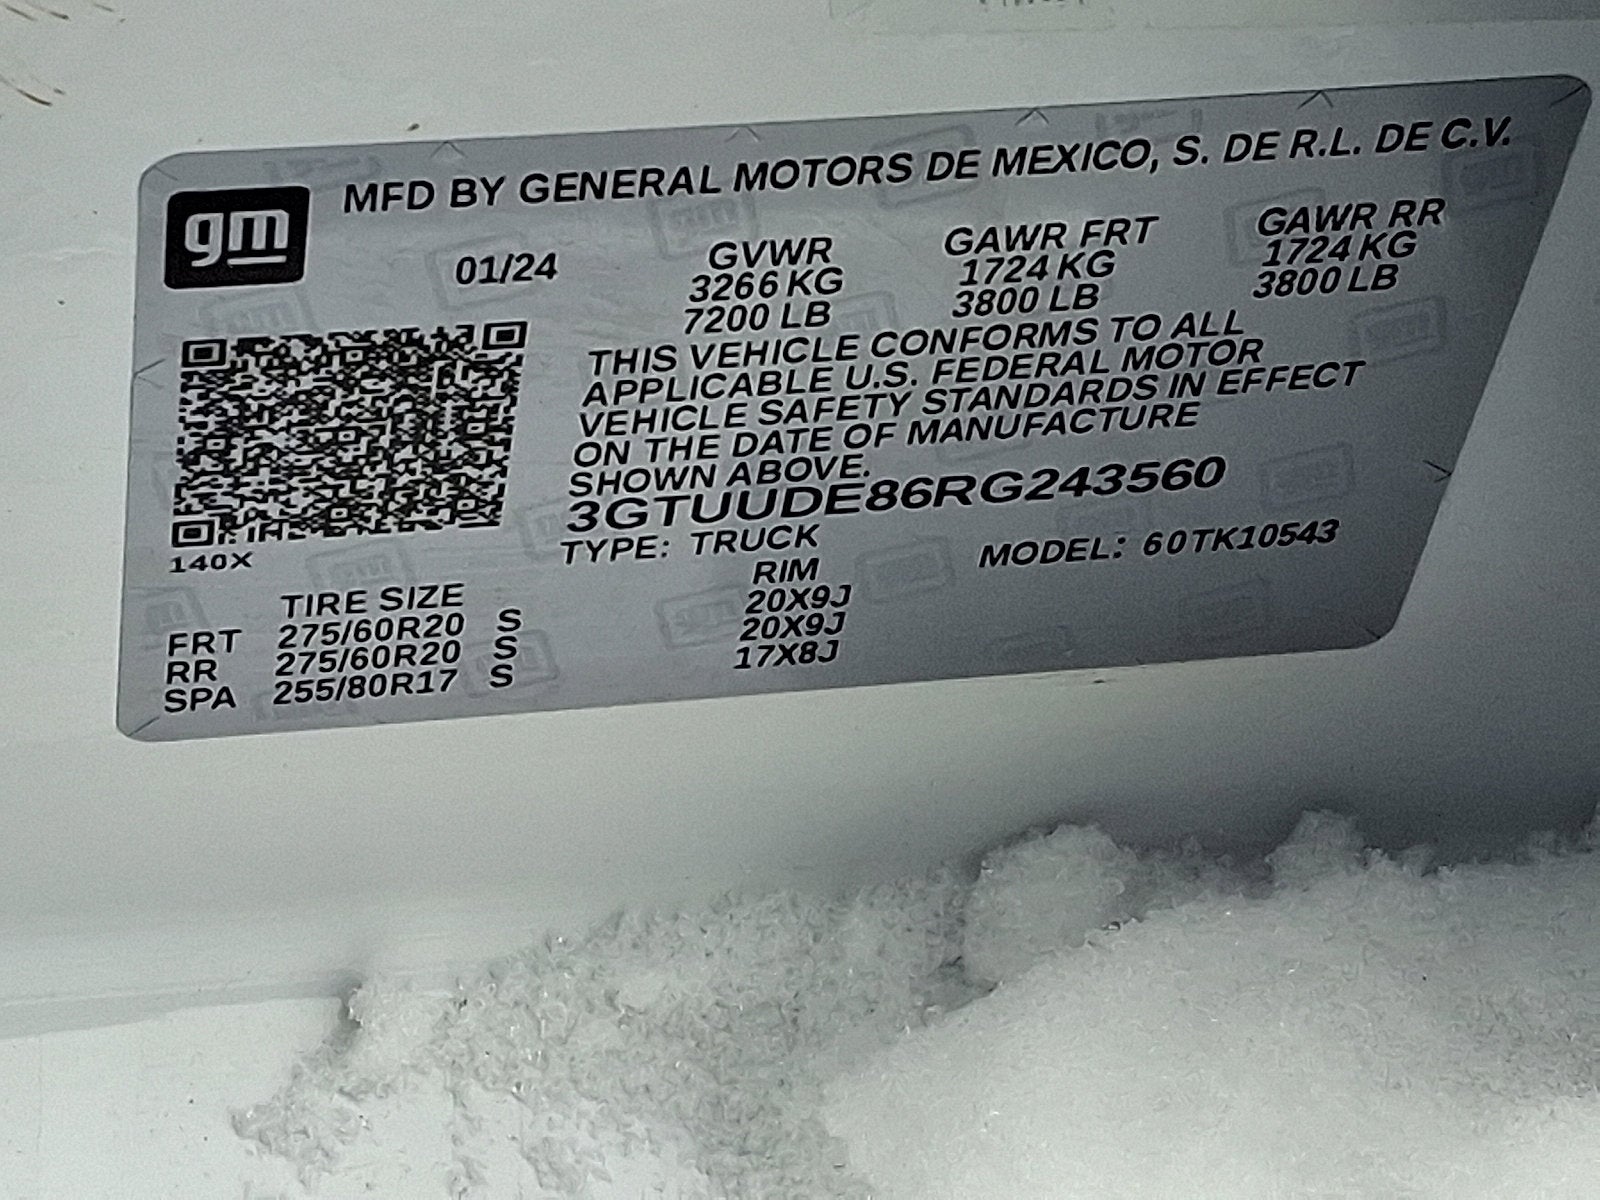 gm
MFD BY GENERAL MOTORS DE MEXICO, S. DE R.L. DE C.V.
01/24
GVWR GAWR FRT GAWR RR
3266 KG 1724 KG 1724 KG
7200 LB 3800 LB 3800 LB
THIS VEHICLE CONFORMS TO ALL
APPLICABLE U.S. FEDERAL MOTOR
VEHICLE SAFETY STANDARDS IN EFFECT
ON THE DATE OF MANUFACTURE
SHOWN ABOVE.
3GTUUDE86RG243560
140X
TYPE: TRUCK MODEL: 60TK10543
TIRE SIZE RIM
FRT 275/60R20 S 20X9J
RR 275/60R20 S 20X9J
SPA 255/80R17 S 17X8J